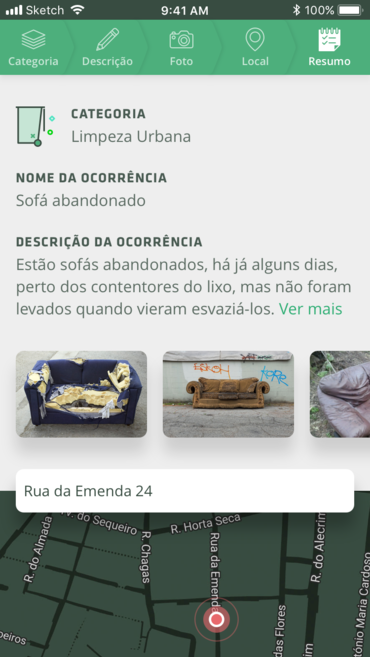 Sketch 9:41 AM 100%
Categoria Descrição Foto Local Resumo
CATEGORIA
Limpeza Urbana
NOME DA OCORRÊNCIA
Sofá abandonado
DESCRIÇÃO DA OCORRÊNCIA
Estão sofás abandonados, há já alguns dias,
perto dos contentores do lixo, mas não foram
levados quando vieram esvaziá-los. Ver mais
Rua da Emenda 24
R. do Almada
R. do Sequeiro
R. Horta Seca
R. Chagas
Rua da Emenda
R. do Alecrim
das Flores
tónio Maria Cardoso